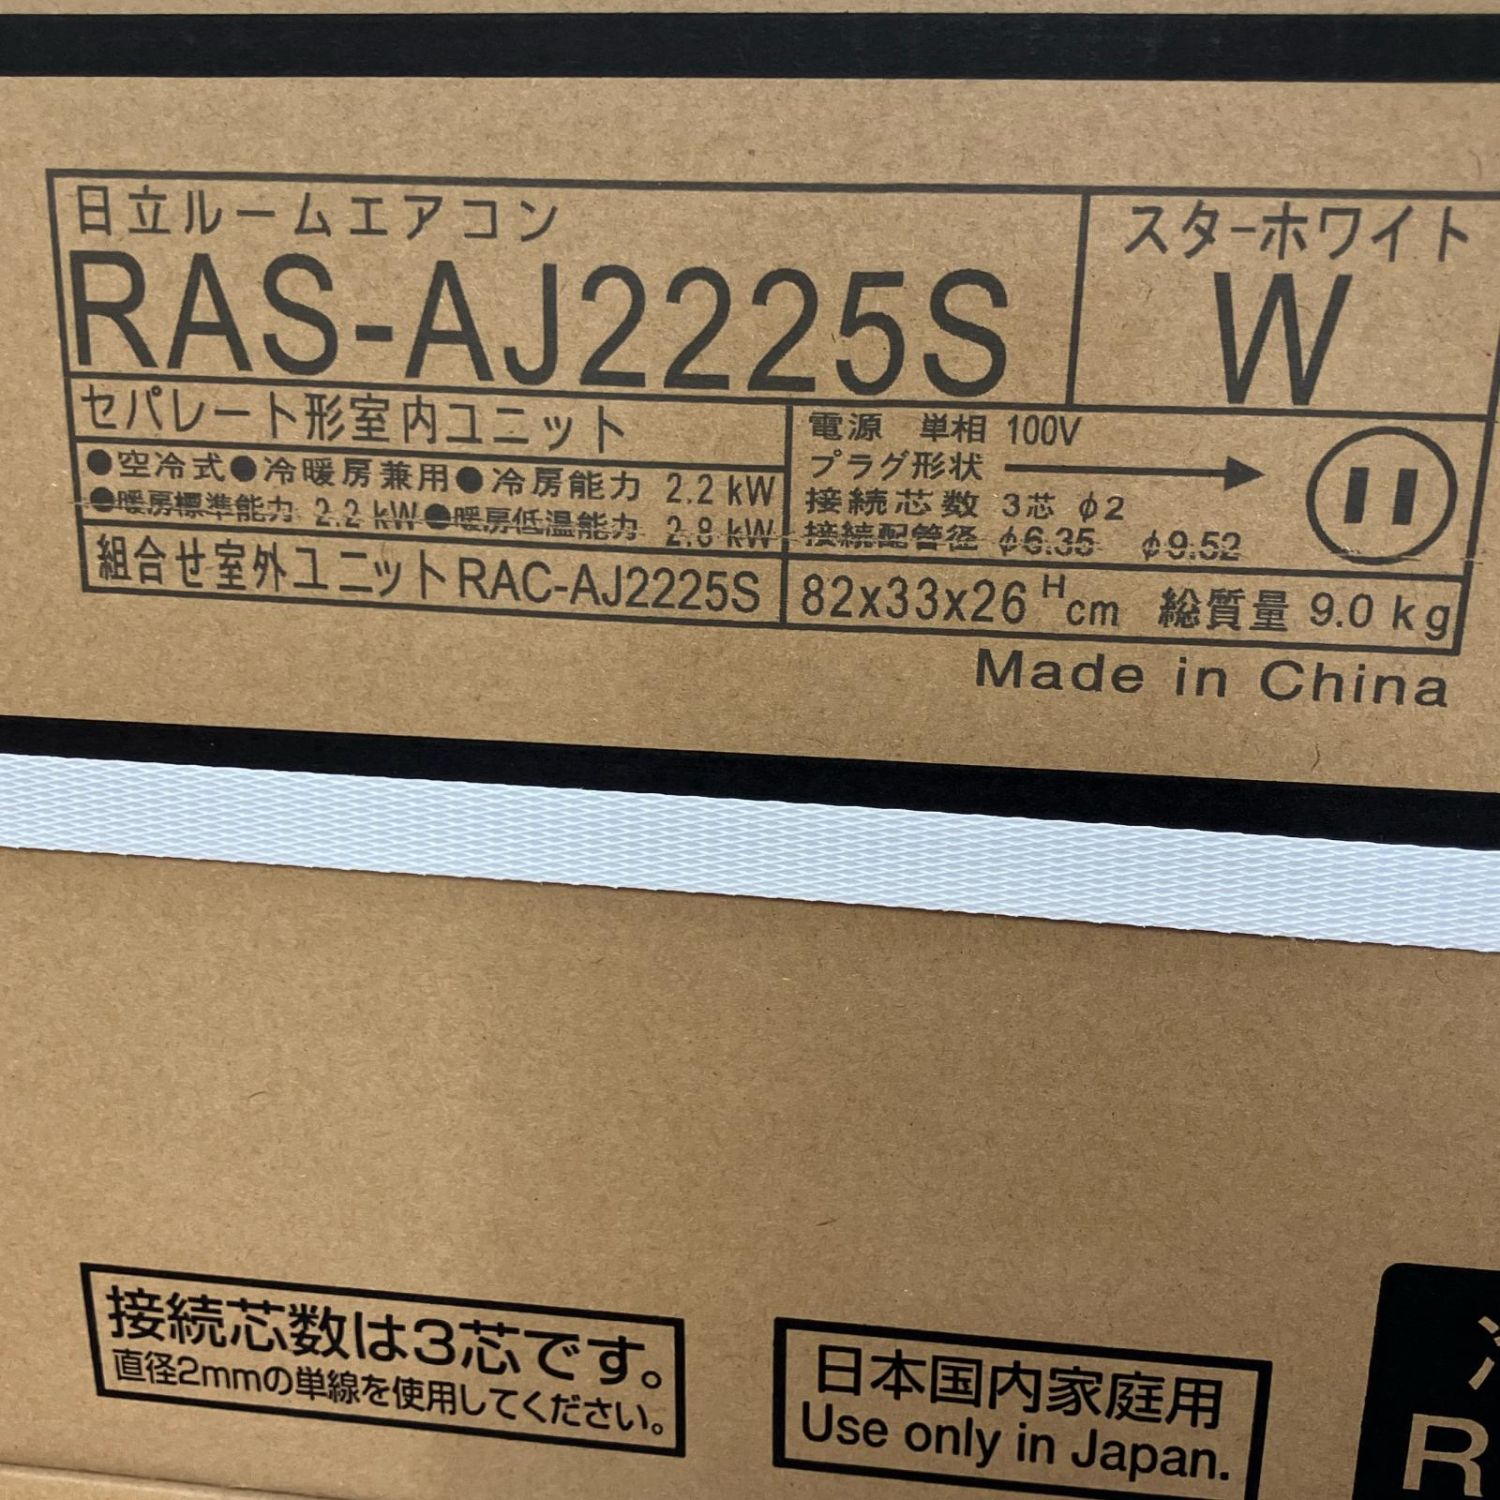 日立ルームエアコン
RAS-AJ2225S
スターホワイト
W
セパレート形室内ユニット
●空冷式●冷暖房兼用●冷房能力 2.2 kW
●暖房標準能力 2.2 kW●暖房低温能力 2.8 kW
組合せ室外ユニットRAC-AJ2225S
電源 単相 100V
プラグ形状
接続芯数 3芯 φ2
接続配管径 φ6.35 φ9.52
82x33x26 H cm 総質量 9.0 kg
Made in China
接続芯数は3芯です。
直径2mmの単線を使用してください。
日本国内家庭用
Use only in Japan.
R